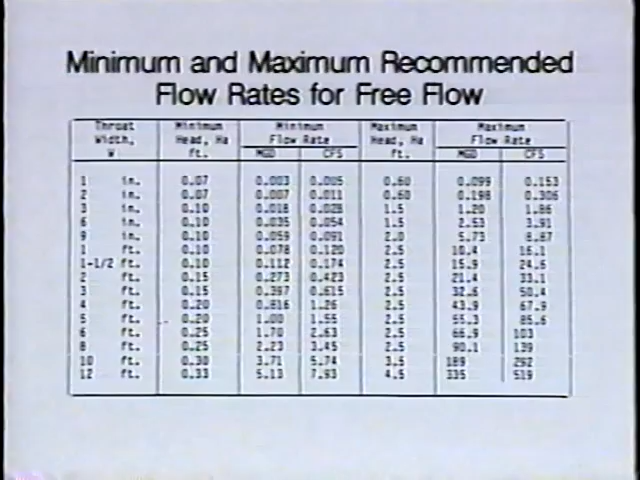 Minimum and Maximum Recommended
Flow Rates for Free Flow
Throat Minimum Minimum Maximum Maximum
Width, Head, Ha Flow Rate Head, Ha Flow Rate
W ft. MGD CFS ft. MGD CFS
1 in. 0.07 0.003 0.005 0.60 0.099 0.153
2 in. 0.07 0.007 0.011 0.60 0.198 0.306
3 in. 0.10 0.018 0.028 1.5 1.20 1.86
6 in. 0.10 0.035 0.054 1.5 2.53 3.91
9 in. 0.10 0.059 0.091 2.0 5.73 8.87
1 ft. 0.10 0.078 0.120 2.5 10.4 16.1
1-1/2 ft. 0.10 0.112 0.174 2.5 15.9 24.6
2 ft. 0.15 0.273 0.423 2.5 21.4 33.1
3 ft. 0.15 0.397 0.615 2.5 32.6 50.4
4 ft. 0.20 0.816 1.26 2.5 43.9 67.9
5 ft. 0.20 1.00 1.55 2.5 55.3 85.6
6 ft. 0.25 1.70 2.63 2.5 66.9 103
8 ft. 0.25 2.23 3.45 2.5 90.1 139
10 ft. 0.30 3.71 5.74 3.5 189 292
12 ft. 0.33 5.13 7.93 4.5 335 519